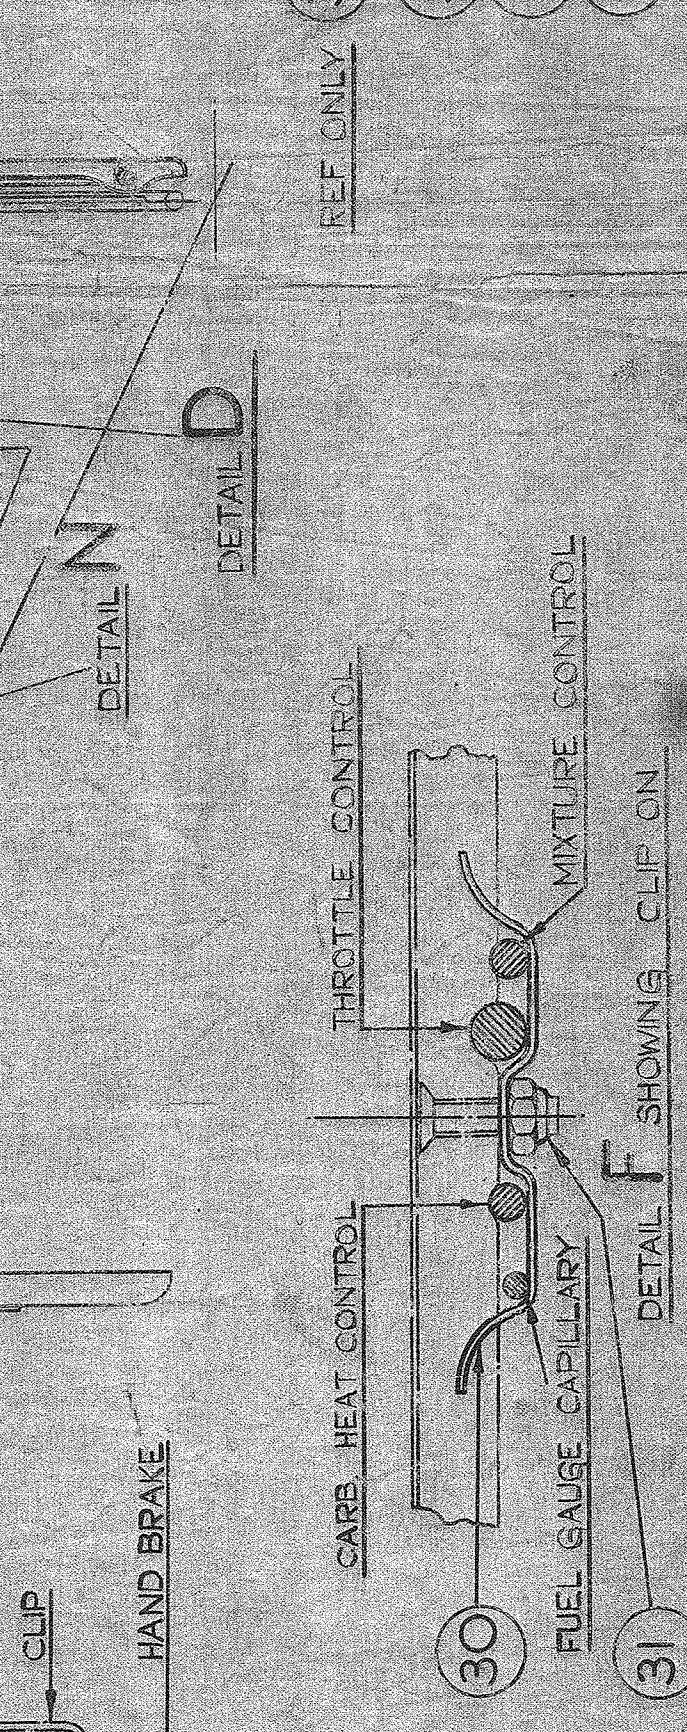 REF. ONLY
DETAIL D
DETAIL N
THROTTLE CONTROL
MIXTURE CONTROL
CARB. HEAT CONTROL
FUEL GAUGE CAPILLARY
DETAIL F SHOWING CLIP ON
30
31
HAND BRAKE
CLIP